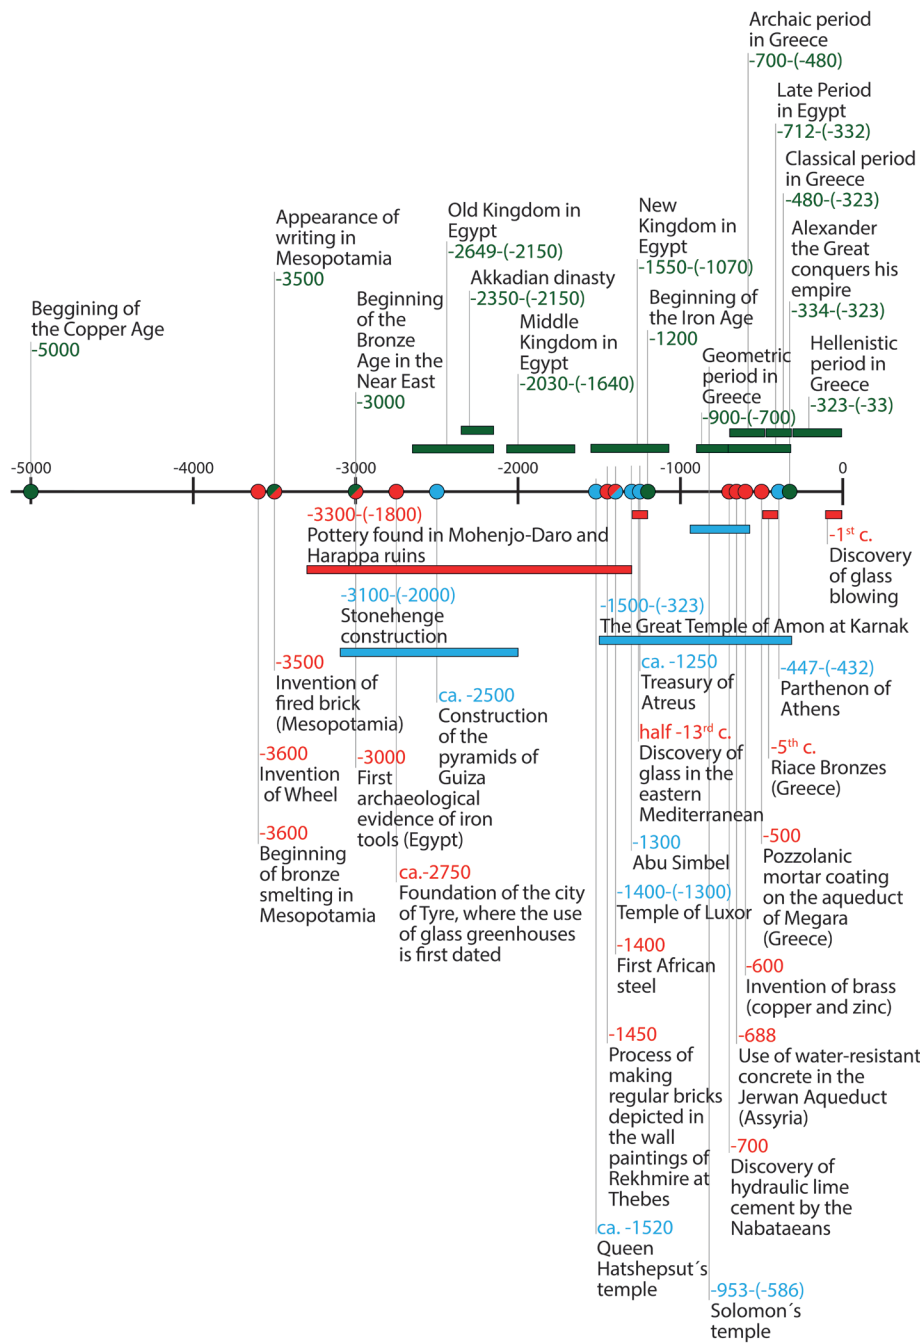 Archaic period
in Greece
-700-(-480)
Late Period
in Egypt
-712-(-332)
Classical period
in Greece
-480-(-323)
New
Kingdom in
Egypt
-1550-(-1070)
Old Kingdom in
Egypt
-2649-(-2150)
Appearance of
writing in
Mesopotamia
-3500
Alexander
the Great
conquers his
empire
-334-(-323)
Akkadian dinasty
-2350-(-2150)
Beginning
of the
Bronze
Age in the
Near East
-3000
Beginning of
the Iron Age
-1200
Beggining of
the Copper Age
-5000
Middle
Kingdom in
Egypt
-2030-(-1640)
Hellenistic
period in
Greece
-323-(-33)
Geometric
period in
Greece
-900-(-700)
-5000 -4000 -3000 -2000 -1000 0
-3300-(-1800)
Pottery found in Mohenjo-Daro and
Harappa ruins
-1st c.
Discovery
of glass
blowing
-3100-(-2000)
Stonehenge
construction
-1500-(-323)
The Great Temple of Amon at Karnak
-3500
Invention of
fired brick
(Mesopotamia)
ca. -1250
Treasury of
Atreus
-447-(-432)
Parthenon of
Athens
ca. -2500
Construction
of the
pyramids of
Guiza
half -13rd c.
Discovery of
glass in the
eastern
Mediterranean
-5th c.
Riace Bronzes
(Greece)
-3600
Invention
of Wheel
-3000
First
archaeological
evidence of iron
tools (Egypt)
-3600
Beginning
of bronze
smelting in
Mesopotamia
-1300
Abu Simbel
-500
Pozzolanic
mortar coating
on the aqueduct
of Megara
(Greece)
ca.-2750
Foundation of the city
of Tyre, where the use
of glass greenhouses
is first dated
-1400-(-1300)
Temple of Luxor
-1400
First African
steel
-600
Invention of brass
(copper and zinc)
-1450
Process of
making
regular bricks
depicted in
the wall
paintings of
Rekhmire at
Thebes
-688
Use of water-resistant
concrete in the
Jerwan Aqueduct
(Assyria)
-700
Discovery of
hydraulic lime
cement by the
Nabataeans
ca. -1520
Queen
Hatshepsut´s
temple
-953-(-586)
Solomon´s
temple